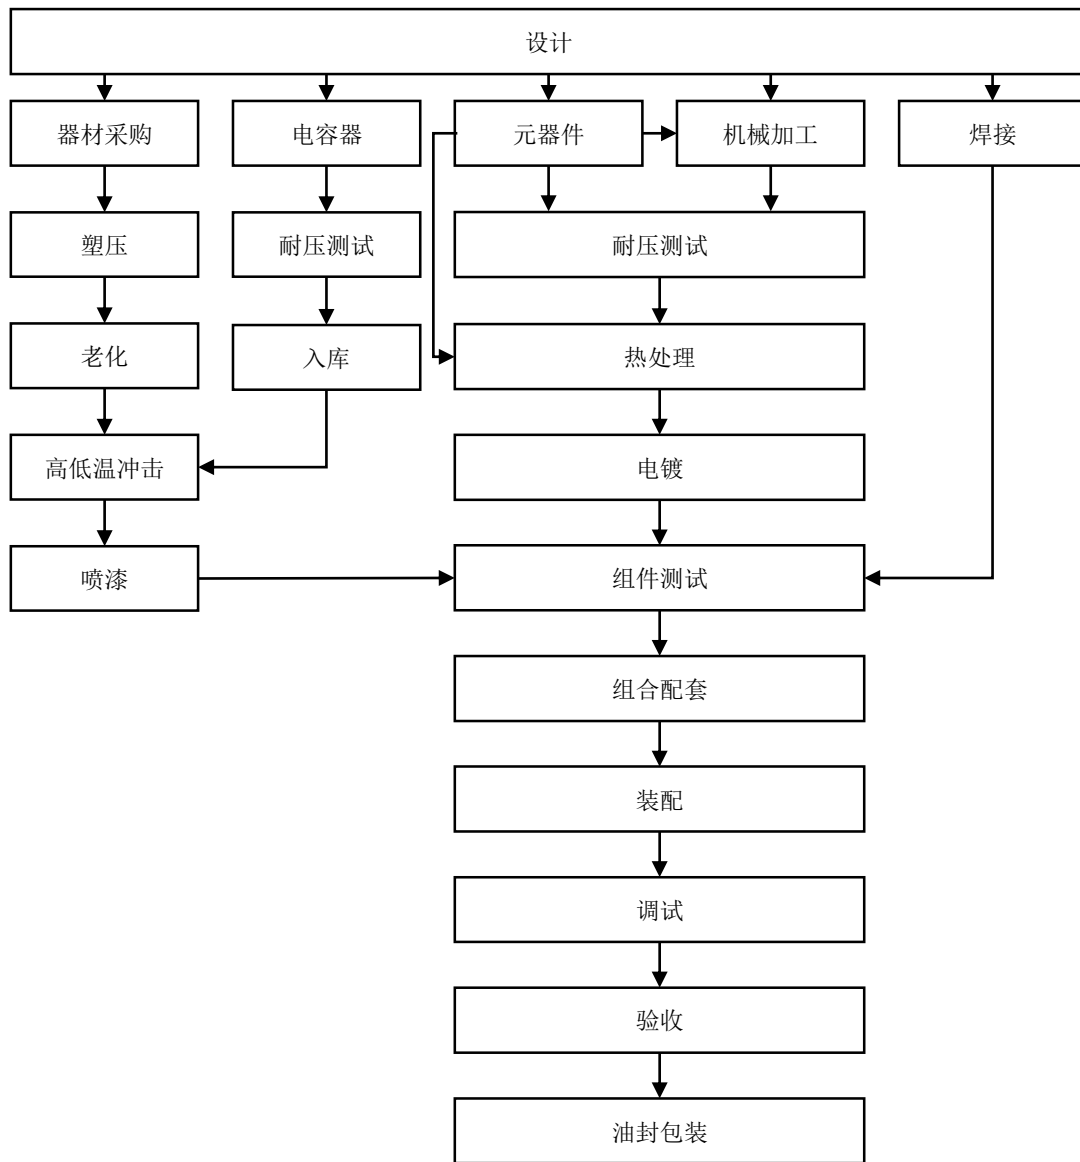 设计
器材采购
电容器
元器件
机械加工
焊接
塑压
耐压测试
耐压测试
老化
入库
热处理
高低温冲击
电镀
喷漆
组件测试
组合配套
装配
调试
验收
油封包装